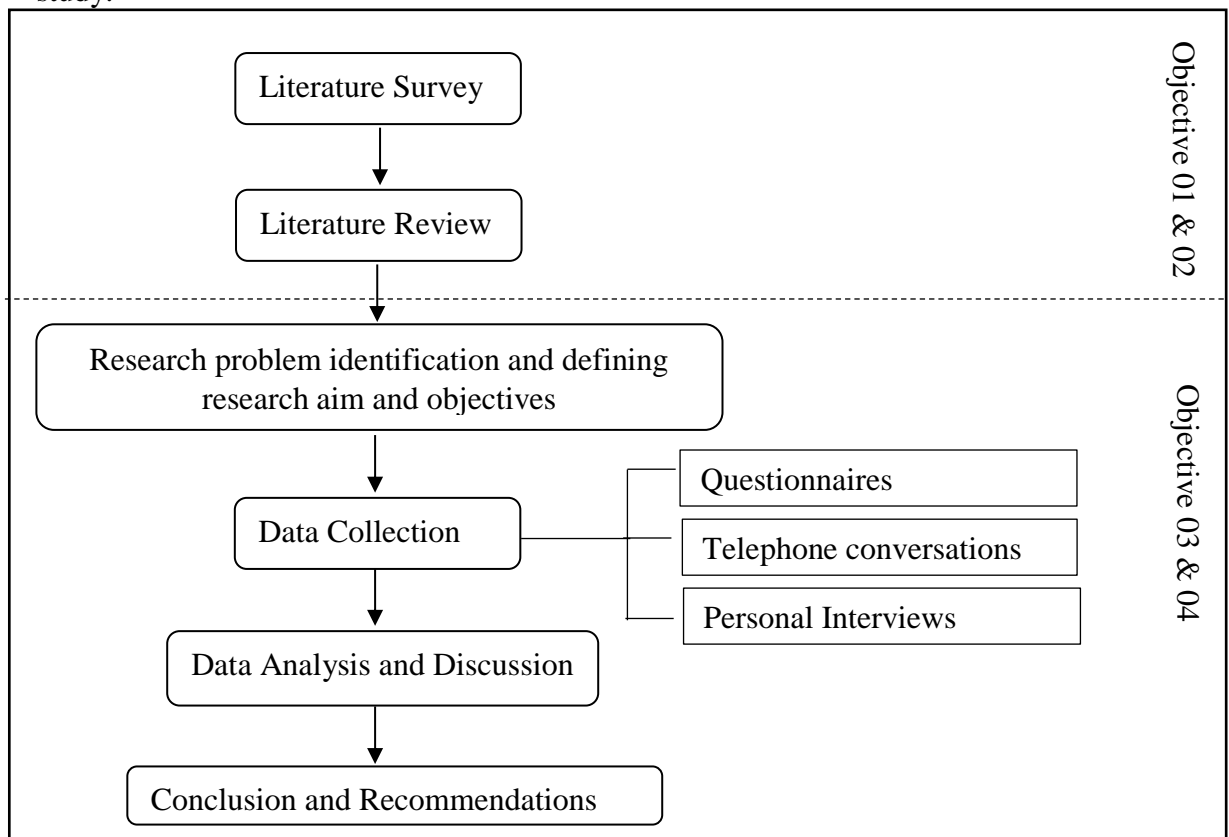 study.
Literature Survey
Literature Review
Objective 01 & 02
Research problem identification and defining
research aim and objectives
Data Collection
Questionnaires
Telephone conversations
Personal Interviews
Data Analysis and Discussion
Conclusion and Recommendations
Objective 03 & 04